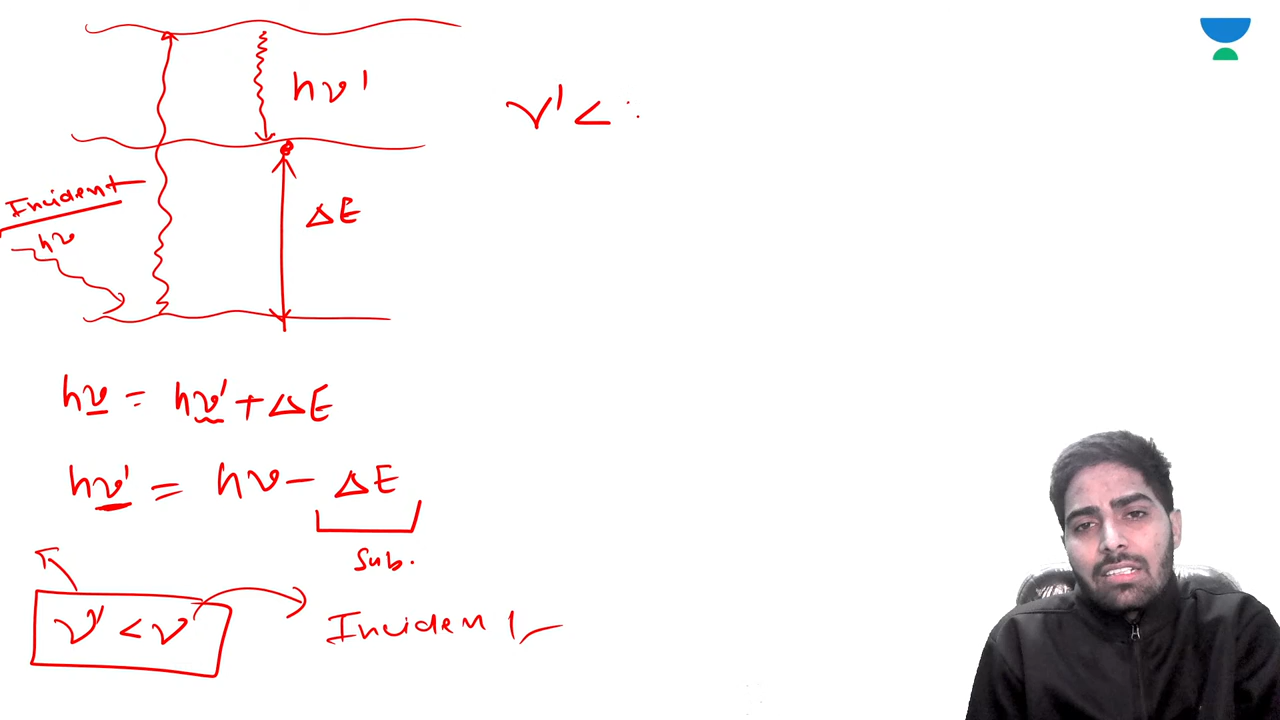 hν'
ν' <
Incident
hν
ΔE
hν = hν' + ΔE
hν' = hν - ΔE
Sub.
ν' < ν
Incident